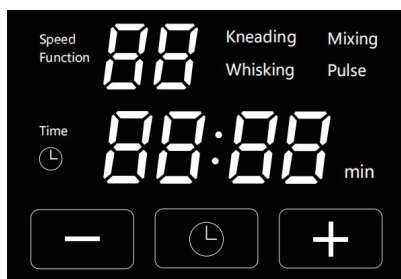 Speed
Function
88
Kneading Mixing
Whisking Pulse
Time
88:88
min
− +